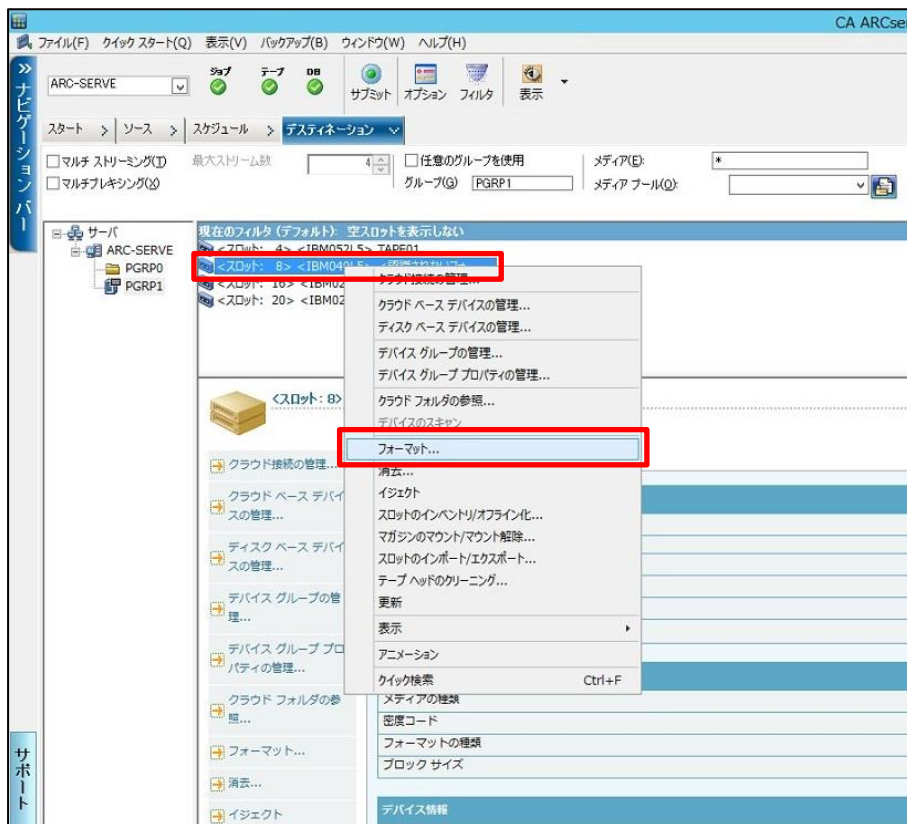 CA ARCser
ファイル(F) クイック スタート(Q) 表示(V) バックアップ(B) ウィンドウ(W) ヘルプ(H)
ナビゲーション バー
ARC-SERVE
ジョブ テープ DB
サブミット オプション フィルタ 表示
スタート > ソース > スケジュール > デスティネーション
マルチ ストリーミング(T) 最大ストリーム数 4 任意のグループを使用 メディア(E): *
マルチプレキシング(X) グループ(G) PGRP1 メディア プール(O):
サーバ
ARC-SERVE
PGRP0
PGRP1
現在のフィルタ (デフォルト): 空スロットを表示しない
<スロット: 4> <IBM052L5> TAPE01
<スロット: 8> <IBM049L5> <認識されないフォ
<スロット: 16> <IBM02
<スロット: 20> <IBM02
クラウド接続の管理...
クラウド ベース デバイスの管理...
ディスク ベース デバイスの管理...
デバイス グループの管理...
デバイス グループ プロパティの管理...
クラウド フォルダの参照...
デバイスのスキャン
フォーマット...
消去...
イジェクト
スロットのインベントリ/オフライン化...
マガジンのマウント/マウント解除...
スロットのインポート/エクスポート...
テープ ヘッドのクリーニング...
更新
表示
アニメーション
クイック検索 Ctrl+F
<スロット: 8>
クラウド接続の管理...
クラウド ベース デバイ
スの管理...
ディスク ベース デバイ
スの管理...
デバイス グループの管
理...
デバイス グループ プロ
パティの管理...
クラウド フォルダの参
照...
フォーマット...
消去...
イジェクト
メディアの種類
密度コード
フォーマットの種類
ブロック サイズ
デバイス情報
サポート